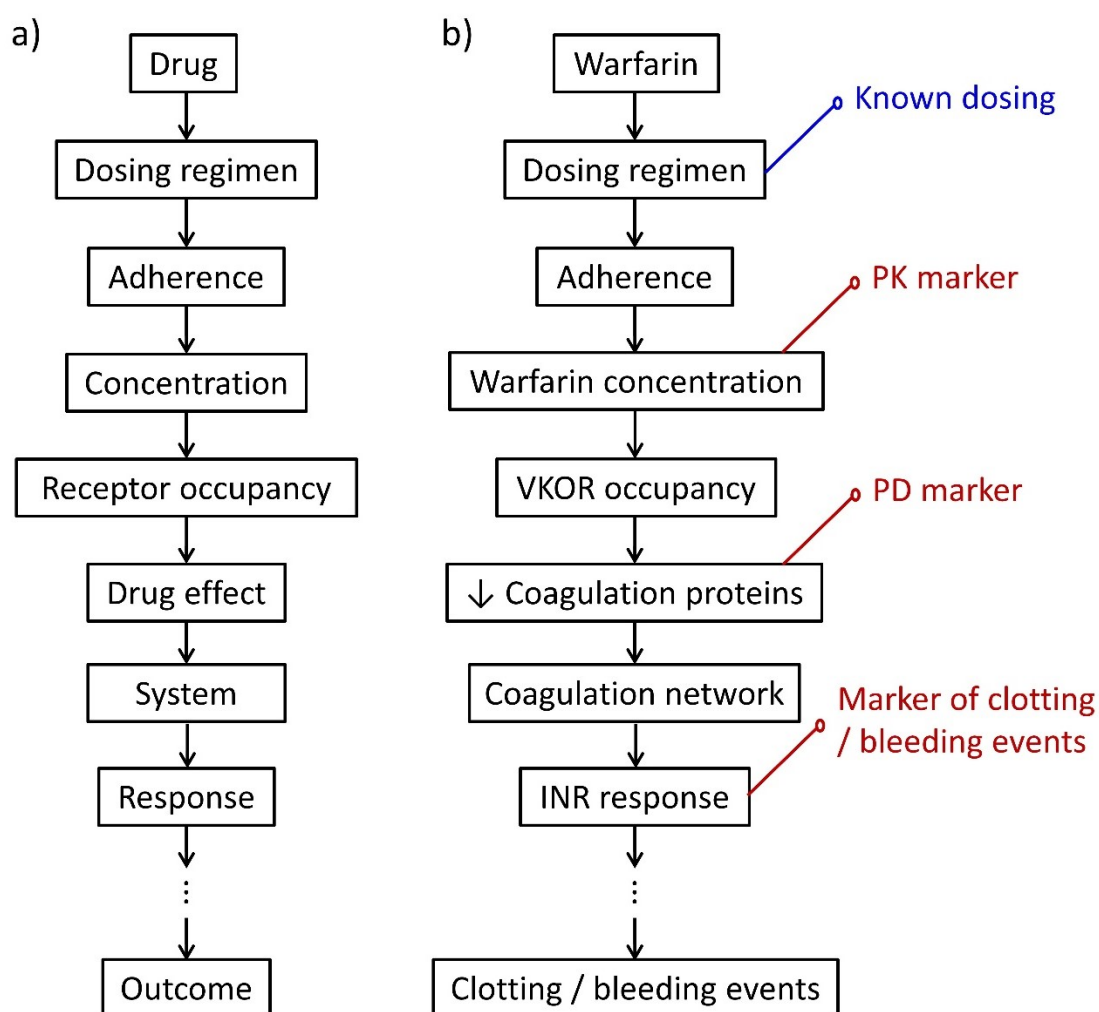 a)
Drug
Dosing regimen
Adherence
Concentration
Receptor occupancy
Drug effect
System
Response
⋮
Outcome
b)
Warfarin
Dosing regimen
Adherence
Warfarin concentration
VKOR occupancy
↓ Coagulation proteins
Coagulation network
INR response
⋮
Clotting / bleeding events
Known dosing
PK marker
PD marker
Marker of clotting
/ bleeding events